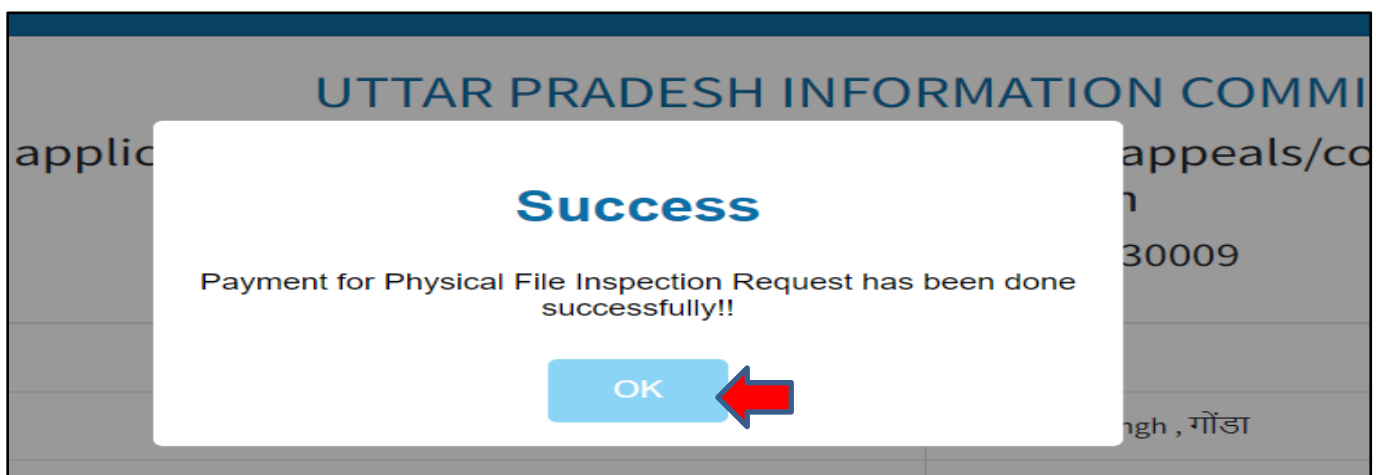 UTTAR PRADESH INFORMATION
applic appeals/co
Success
30009
Payment for Physical File Inspection Request has been done
successfully!!
OK
ngh , गोंडा